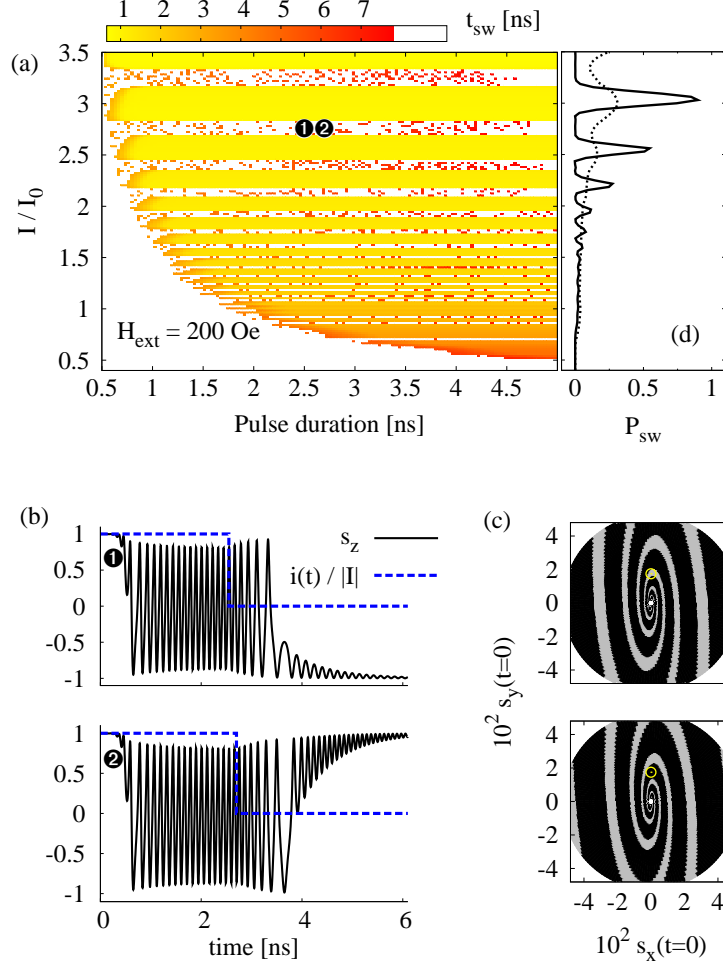 1 2 3 4 5 6 7 t_sw [ns]
(a)
3.5
3
2.5
2
1.5
1
0.5
I / I_0
❶❷
H_ext = 200 Oe
0.5 1 1.5 2 2.5 3 3.5 4 4.5
Pulse duration [ns]
(d)
0 0.5 1
P_sw
(b)
1
0.5
0
-0.5
-1
❶
s_z
i(t) / |I|
1
0.5
0
-0.5
-1
❷
0 2 4 6
time [ns]
(c)
4
2
0
-2
-4
4
2
0
-2
-4
10^2 s_y(t=0)
-4 -2 0 2 4
10^2 s_x(t=0)